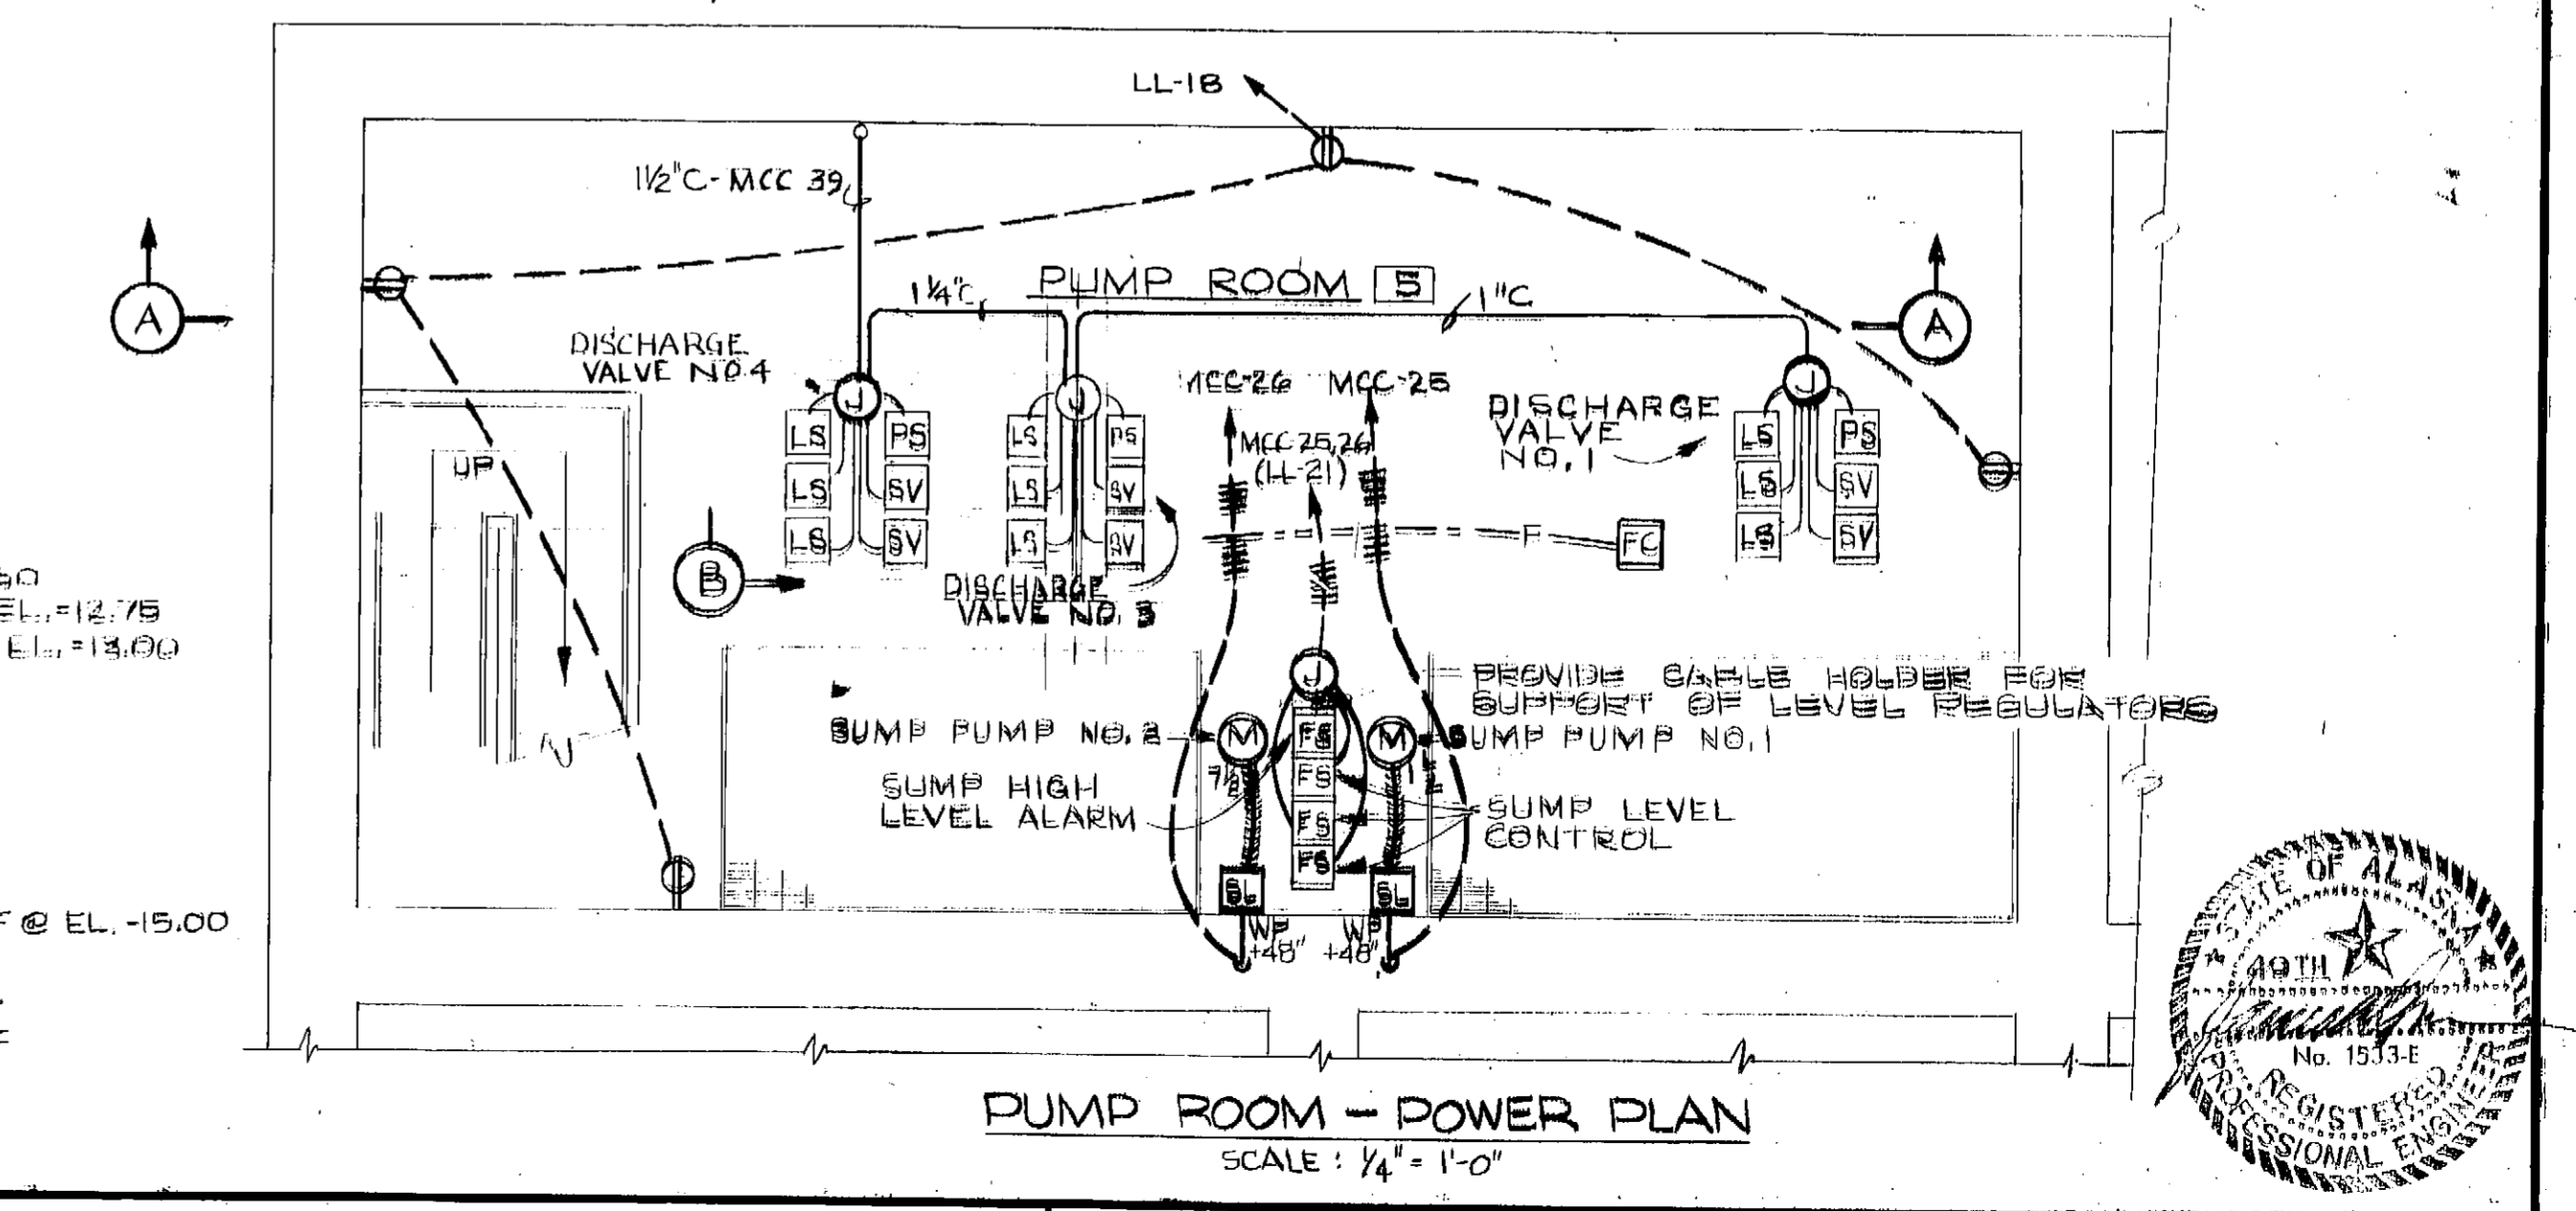 LL-18
1½"C-MCC 39
PUMP ROOM 5
1¼"C
1"C
A
A
DISCHARGE
VALVE NO.4
J
J
J
MCC-26 MCC-25
MCC-25,26
(LL-21)
DISCHARGE
VALVE
NO. 1
LS PS
LS SV
LS SV
LS PS
LS SV
LS SV
LS PS
LS SV
LS SV
UP
F
FC
B
DISCHARGE
VALVE NO. 3
EL.=12.75
EL.=13.00
J
PROVIDE CABLE HOLDER FOR
SUPPORT OF LEVEL REGULATORS
SUMP PUMP NO. 2
M
FS
M
SUMP PUMP NO. 1
7½
FS
SUMP HIGH
LEVEL ALARM
FS
SUMP LEVEL
CONTROL
FS
SL
SL
WP
+48"
WP
+48"
@ EL. -15.00
STATE OF ALASKA
49TH
No. 1533-E
REGISTERED
PROFESSIONAL ENGINEER
PUMP ROOM - POWER PLAN
SCALE : ¼" = 1'-0"